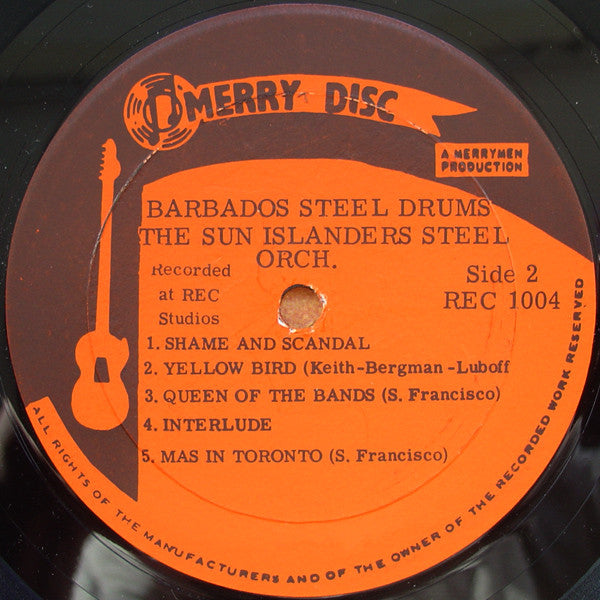 MERRY DISC
A MERRYMEN
PRODUCTION
BARBADOS STEEL DRUMS
THE SUN ISLANDERS STEEL
ORCH.
Recorded
at REC
Studios
Side 2
REC 1004
1. SHAME AND SCANDAL
2. YELLOW BIRD (Keith-Bergman-Luboff
3. QUEEN OF THE BANDS (S. Francisco)
4. INTERLUDE
5. MAS IN TORONTO (S. Francisco)
ALL RIGHTS OF THE MANUFACTURERS AND OF THE OWNER OF THE RECORDED WORK RESERVED